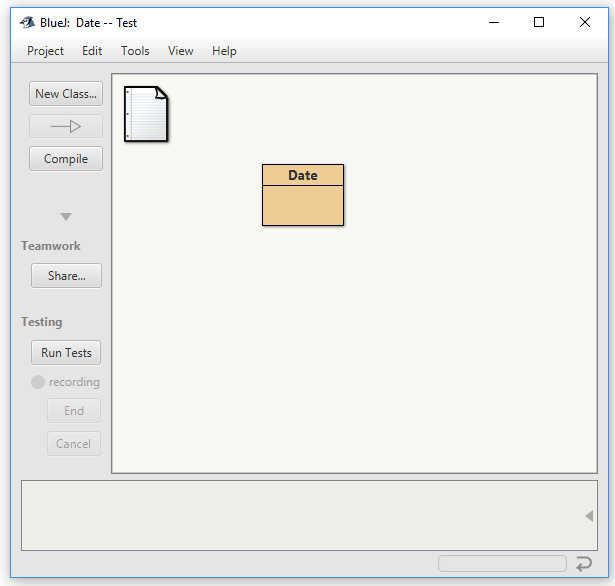 BlueJ: Date -- Test
Project Edit Tools View Help
New Class...
Compile
Teamwork
Share...
Testing
Run Tests
recording
End
Cancel
Date